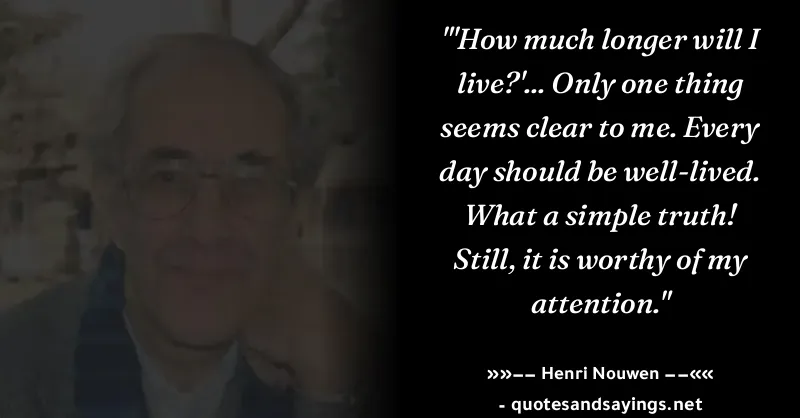 "'How much longer will I
live?'... Only one thing
seems clear to me. Every
day should be well-lived.
What a simple truth!
Still, it is worthy of my
attention."
»»−− Henri Nouwen −−««
- quotesandsayings.net